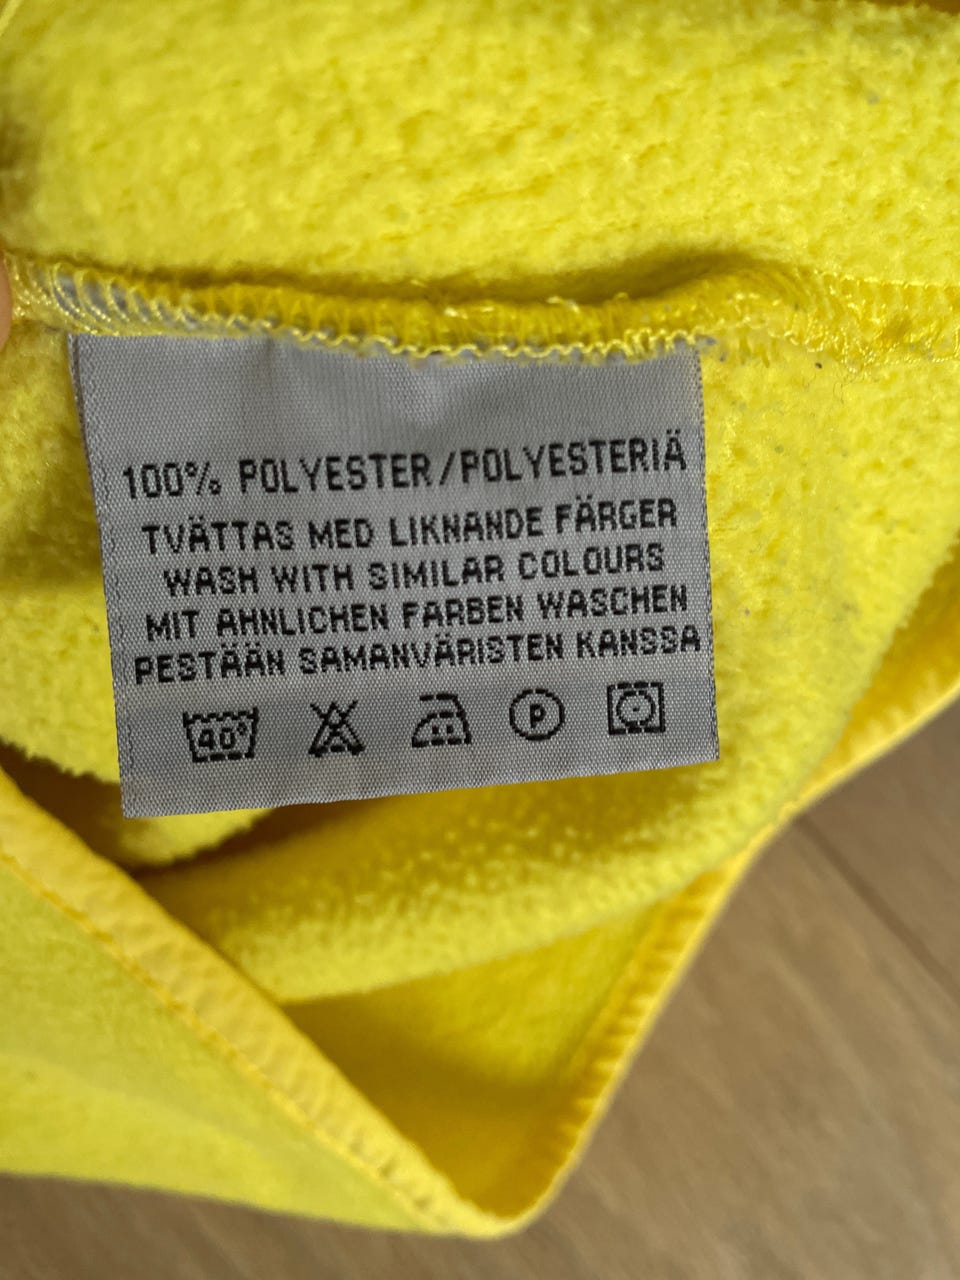 100% POLYESTER/POLYESTERIÄ
TVÄTTAS MED LIKNANDE FÄRGER
WASH WITH SIMILAR COLOURS
MIT AHNLICHEN FARBEN WASCHEN
PESTÄÄN SAMANVÄRISTEN KANSSA
40° P